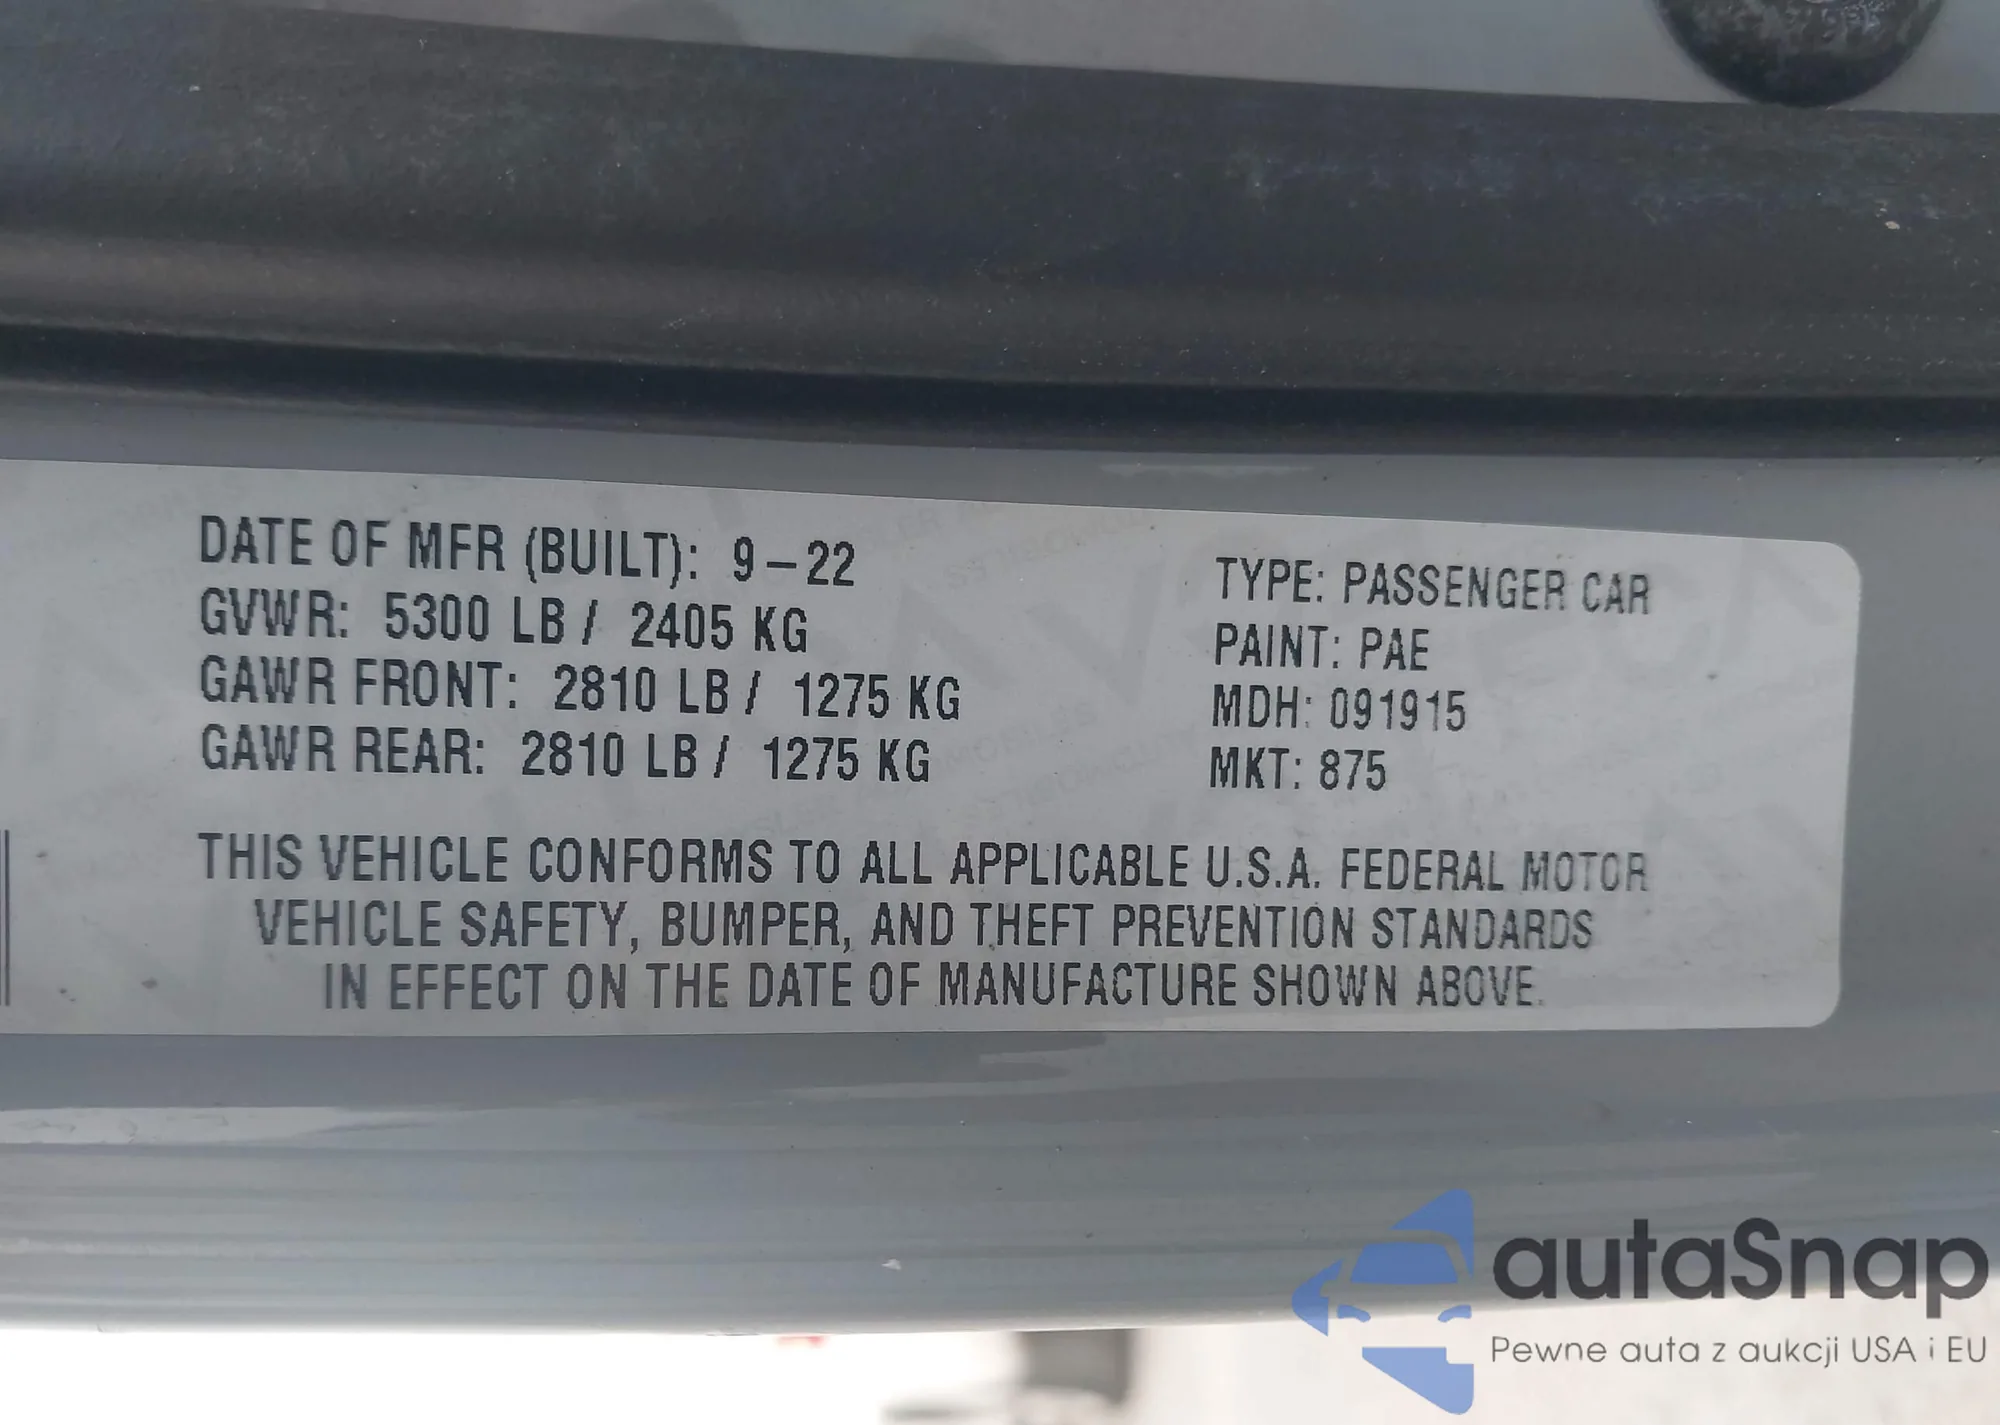 DATE OF MFR (BUILT): 9-22
GVWR: 5300 LB / 2405 KG
GAWR FRONT: 2810 LB / 1275 KG
GAWR REAR: 2810 LB / 1275 KG
TYPE: PASSENGER CAR
PAINT: PAE
MDH: 091915
MKT: 875
THIS VEHICLE CONFORMS TO ALL APPLICABLE U.S.A. FEDERAL MOTOR
VEHICLE SAFETY, BUMPER, AND THEFT PREVENTION STANDARDS
IN EFFECT ON THE DATE OF MANUFACTURE SHOWN ABOVE.
autaSnap
Pewne auta z aukcji USA i EU